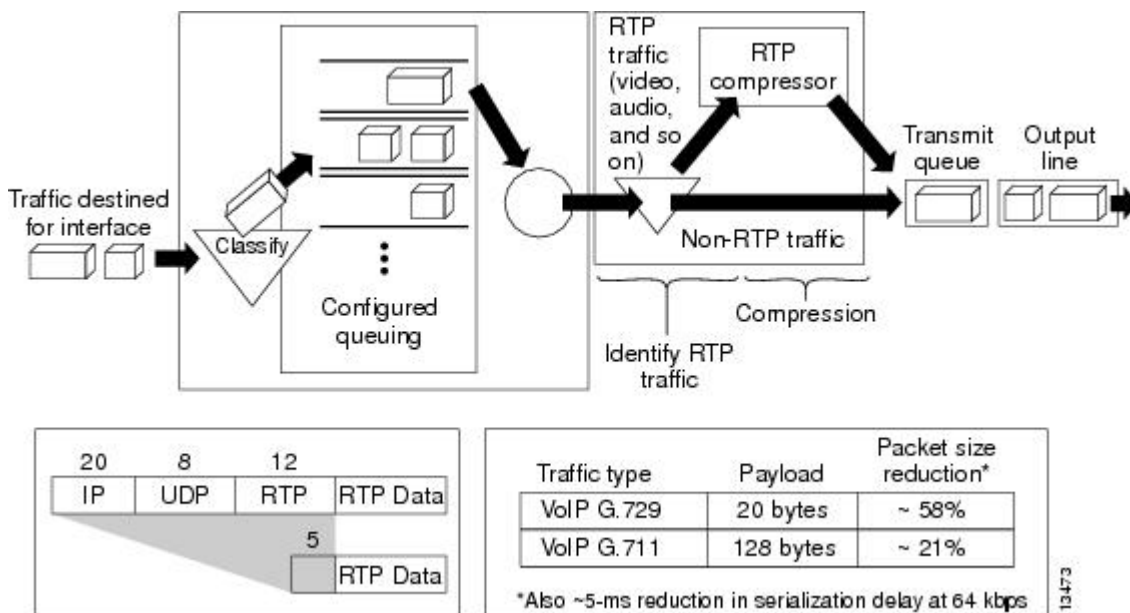 RTP
traffic
(video,
audio,
and so
on)
RTP
compressor
Transmit
queue
Output
line
Traffic destined
for interface
Classify
Non-RTP traffic
Configured
queuing
Compression
Identify RTP
traffic
20 8 12
IP UDP RTP RTP Data
5
RTP Data
Traffic type Payload Packet size
reduction*
VoIP G.729 20 bytes ~ 58%
VoIP G.711 128 bytes ~ 21%
*Also ~5-ms reduction in serialization delay at 64 kbps
13473